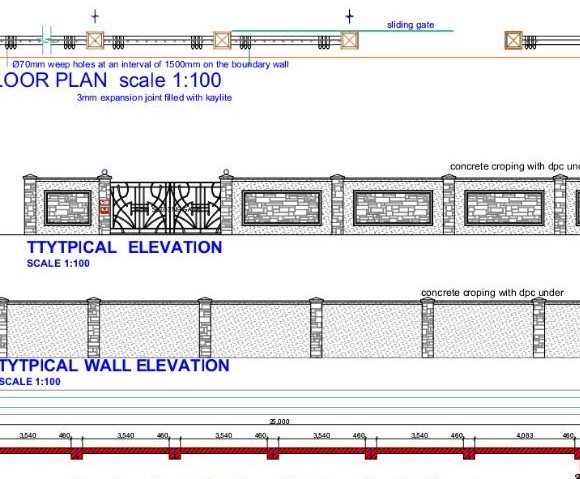 sliding gate
Ø70mm weep holes at an interval of 1500mm on the boundary wall
LOOR PLAN scale 1:100
3mm expansion joint filled with kaylite
concrete croping with dpc und
TTYTPICAL ELEVATION
SCALE 1:100
concrete croping with dpc under
TYTPICAL WALL ELEVATION
SCALE 1:100
25,000
3,540 460 3,540 460 3,540 460 3,540 460 3,540 460 4,083 460